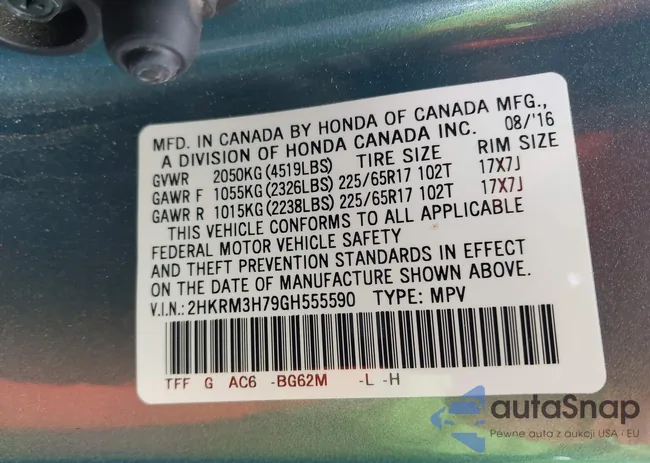 MFD. IN CANADA BY HONDA OF CANADA MFG.,
A DIVISION OF HONDA CANADA INC. 08/'16
GVWR 2050KG(4519LBS) TIRE SIZE RIM SIZE
GAWR F 1055KG(2326LBS) 225/65R17 102T 17X7J
GAWR R 1015KG(2238LBS) 225/65R17 102T 17X7J
THIS VEHICLE CONFORMS TO ALL APPLICABLE
FEDERAL MOTOR VEHICLE SAFETY
AND THEFT PREVENTION STANDARDS IN EFFECT
ON THE DATE OF MANUFACTURE SHOWN ABOVE.
V.I.N.: 2HKRM3H79GH555590 TYPE: MPV
TFF G AC6 -BG62M -L -H
autaSnap
Pewne auta z aukcji USA · EU